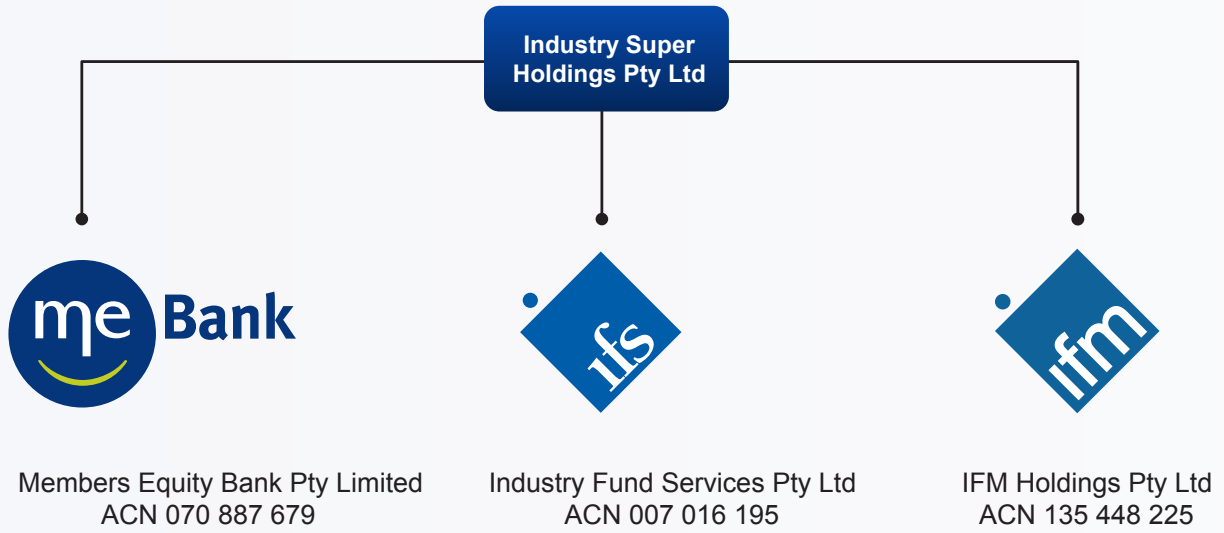 Industry Super
Holdings Pty Ltd
me Bank
ifs
ifm
Members Equity Bank Pty Limited
ACN 070 887 679
Industry Fund Services Pty Ltd
ACN 007 016 195
IFM Holdings Pty Ltd
ACN 135 448 225